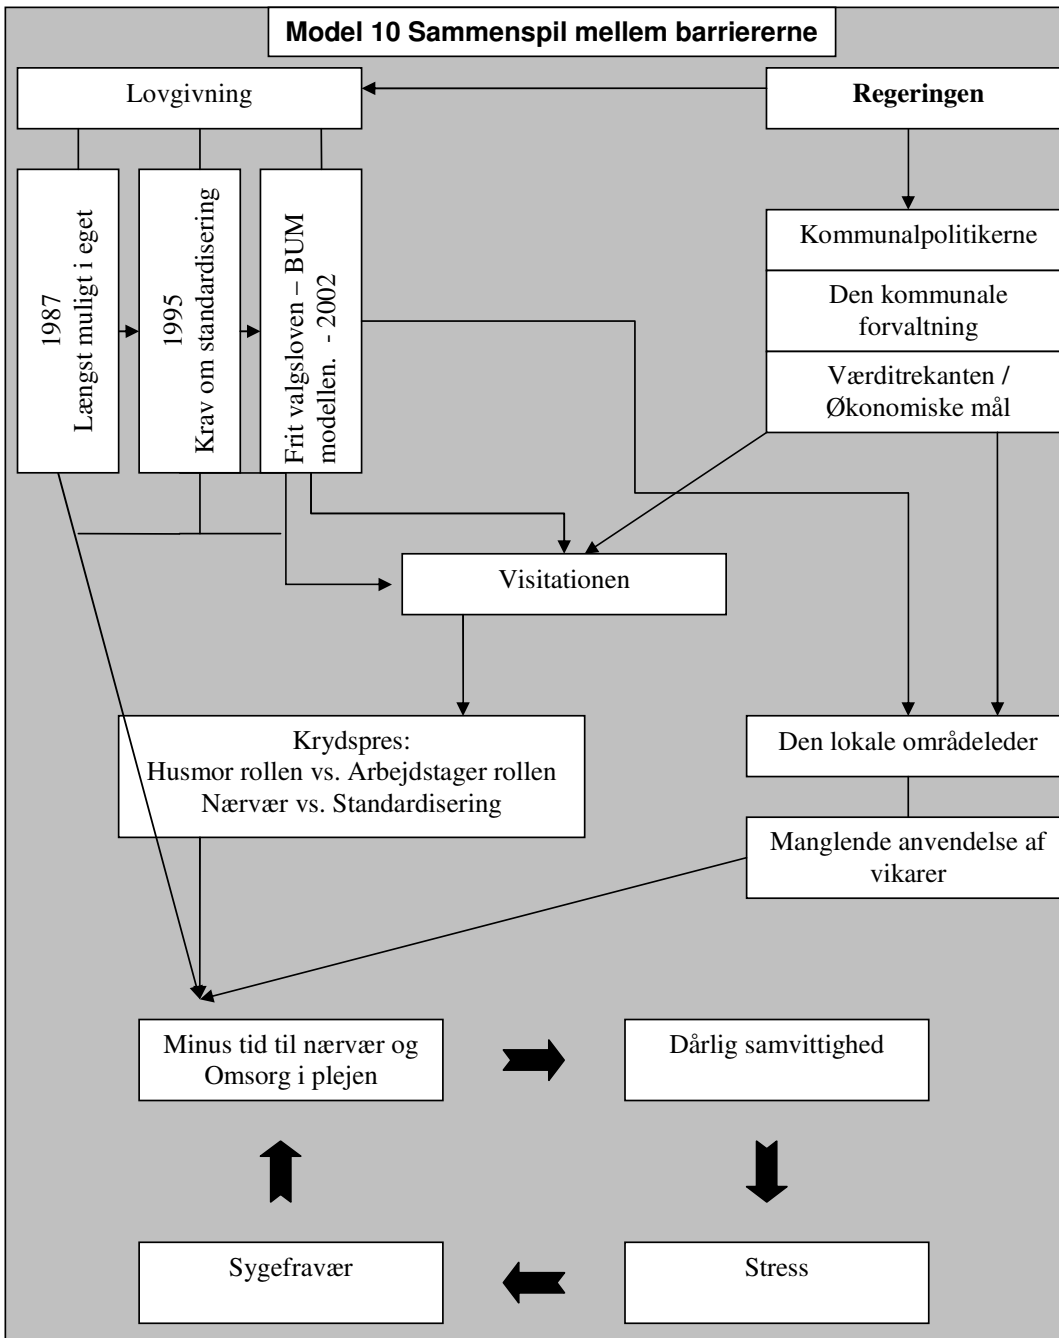 Model 10 Sammenspil mellem barriererne
Lovgivning
Regeringen
1987
Længst muligt i eget
1995
Krav om standardisering
Frit valgsloven – BUM
modellen. - 2002
Kommunalpolitikerne
Den kommunale
forvaltning
Værditrekanten /
Økonomiske mål
Visitationen
Krydspres:
Husmor rollen vs. Arbejdstager rollen
Nærvær vs. Standardisering
Den lokale områdeleder
Manglende anvendelse af
vikarer
Minus tid til nærvær og
Omsorg i plejen
Dårlig samvittighed
Sygefravær
Stress